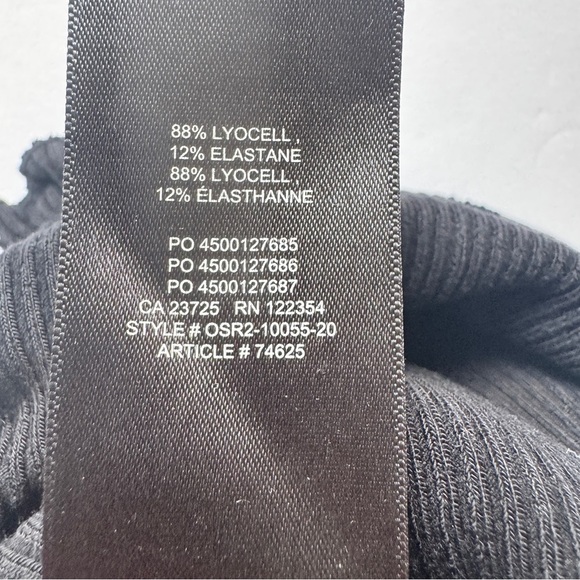 88% LYOCELL ,
12% ELASTANE
88% LYOCELL,
12% ÉLASTHANNE
PO 4500127685
PO 4500127686
PO 4500127687
CA 23725 RN 122354
STYLE # OSR2-10055-20
ARTICLE # 74625